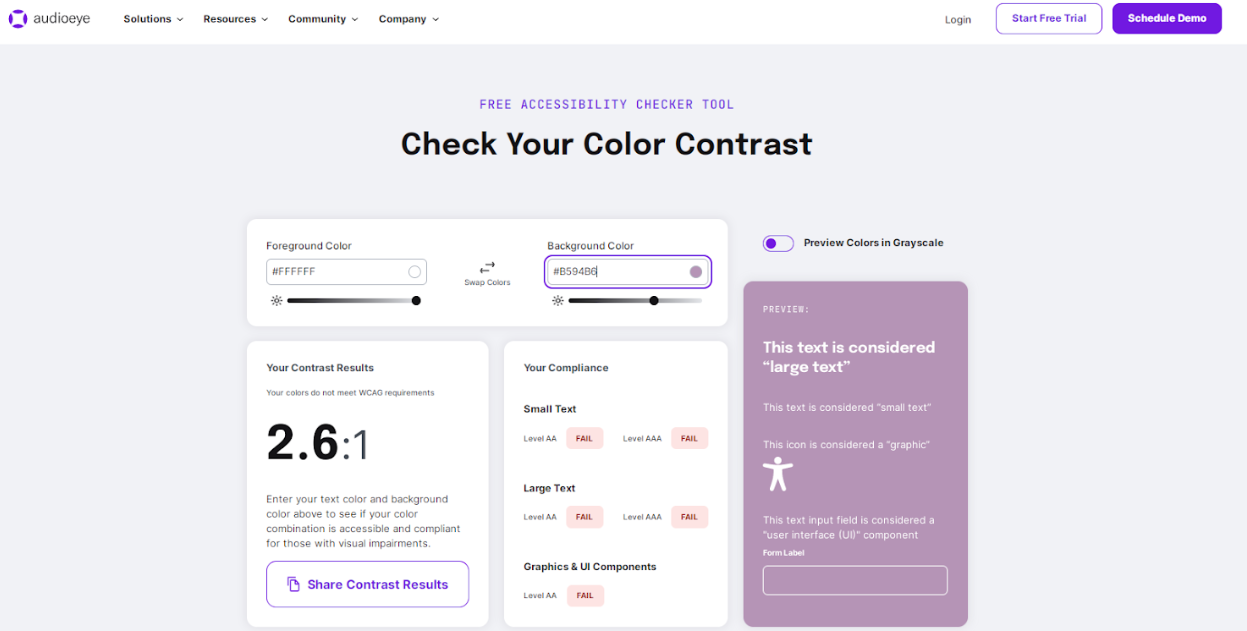 audioeye
Solutions
Resources
Community
Company
Login
Start Free Trial
Schedule Demo
FREE ACCESSIBILITY CHECKER TOOL
Check Your Color Contrast
Foreground Color
#FFFFFF
Swap Colors
Background Color
#B594B6
Preview Colors in Grayscale
Your Contrast Results
Your colors do not meet WCAG requirements
2.6:1
Enter your text color and background
color above to see if your color
combination is accessible and compliant
for those with visual impairments.
Share Contrast Results
Your Compliance
Small Text
Level AA FAIL Level AAA FAIL
Large Text
Level AA FAIL Level AAA FAIL
Graphics & UI Components
Level AA FAIL
PREVIEW:
This text is considered
“large text”
This text is considered “small text”
This icon is considered a “graphic”
This text input field is considered a
“user interface (UI)” component
Form Label